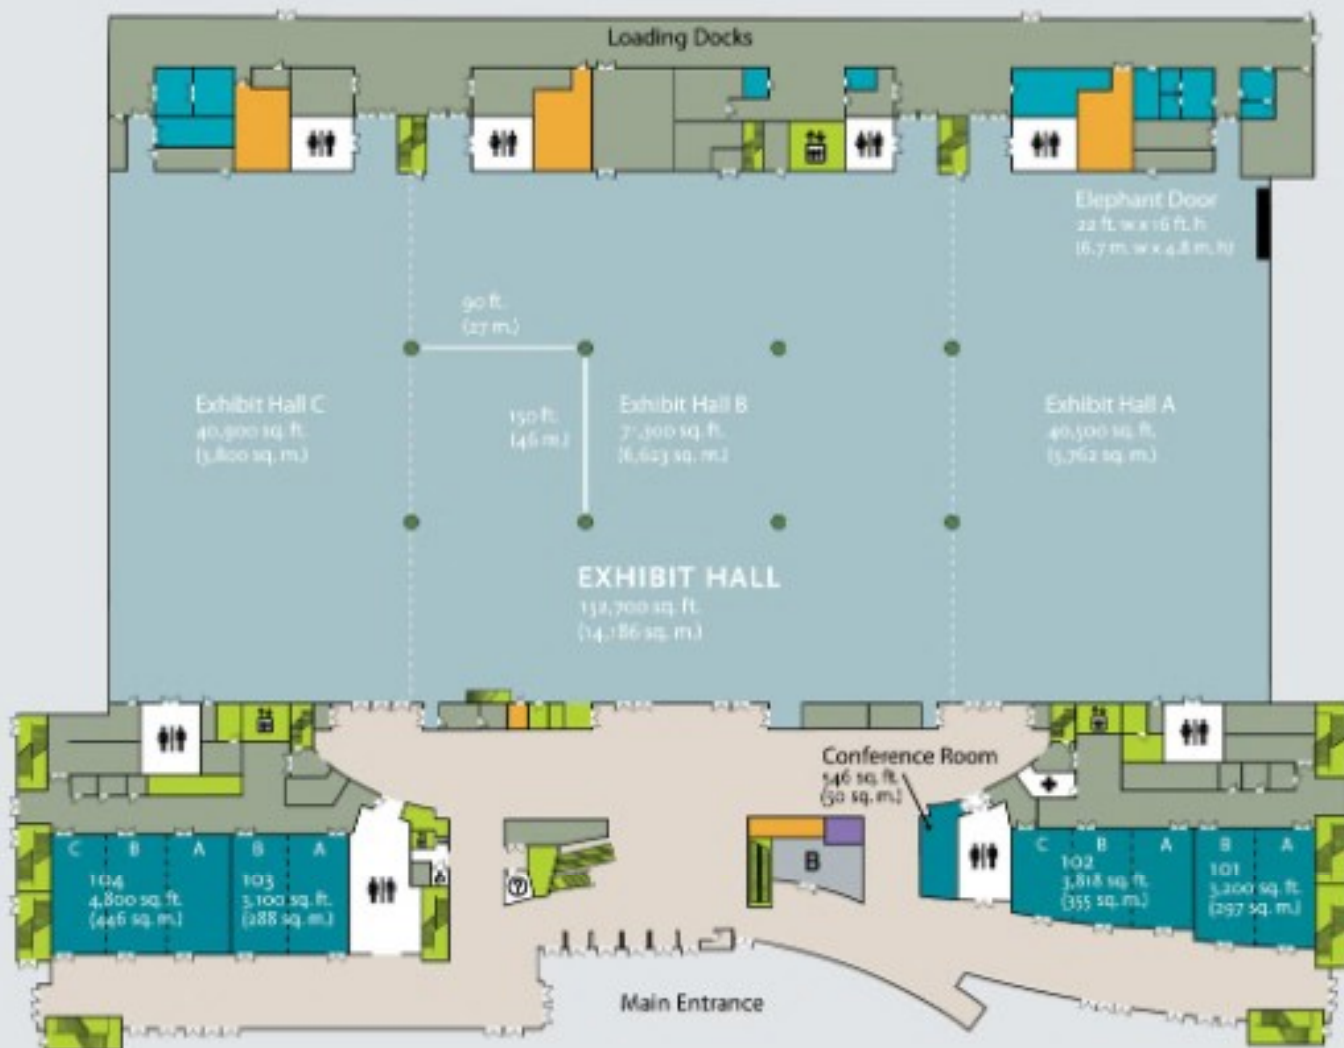 Loading Docks
Elephant Door
22 ft. w x 16 ft. h
(6.7 m. w x 4.8 m. h)
90 ft.
(27 m.)
Exhibit Hall C
40,900 sq. ft.
(3,800 sq. m.)
150 ft.
(46 m.)
Exhibit Hall B
71,300 sq. ft.
(6,623 sq. m.)
Exhibit Hall A
40,500 sq. ft.
(3,762 sq. m.)
EXHIBIT HALL
152,700 sq. ft.
(14,186 sq. m.)
Conference Room
546 sq. ft.
(50 sq. m.)
C B A B A
104
4,800 sq. ft.
(446 sq. m.)
103
3,100 sq. ft.
(288 sq. m.)
?
B
C B A B A
102
3,818 sq. ft.
(355 sq. m.)
101
3,200 sq. ft.
(297 sq. m.)
Main Entrance